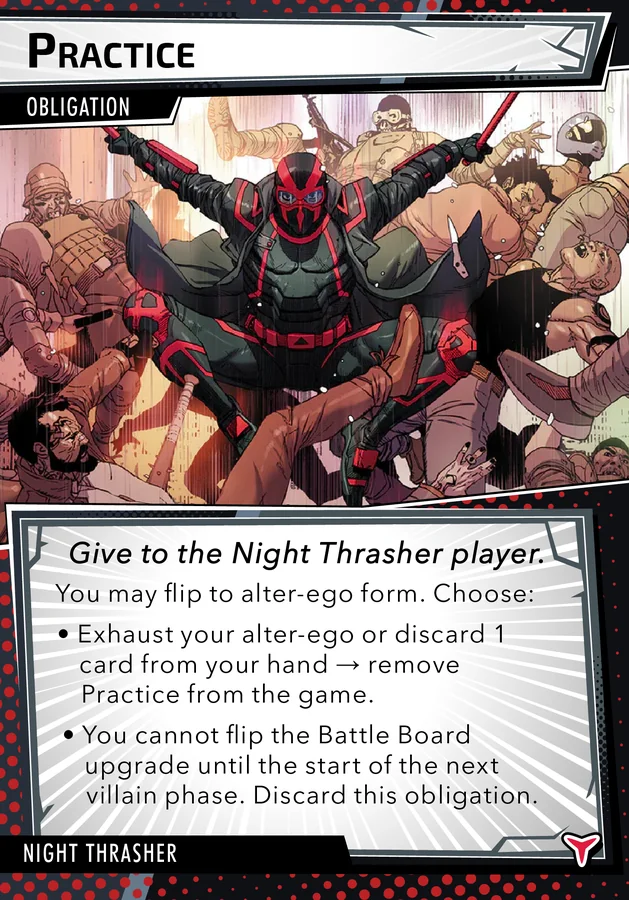 PRACTICE
OBLIGATION
Give to the Night Thrasher player.
You may flip to alter-ego form. Choose:
• Exhaust your alter-ego or discard 1
card from your hand → remove
Practice from the game.
• You cannot flip the Battle Board
upgrade until the start of the next
villain phase. Discard this obligation.
NIGHT THRASHER